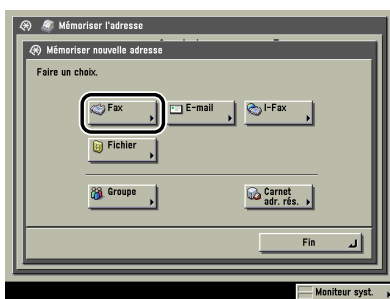 Mémoriser l'adresse
Mémoriser nouvelle adresse
Faire un choix.
Fax
E-mail
I-Fax
Fichier
Groupe
Carnet
adr. rés.
Fin
Moniteur syst.